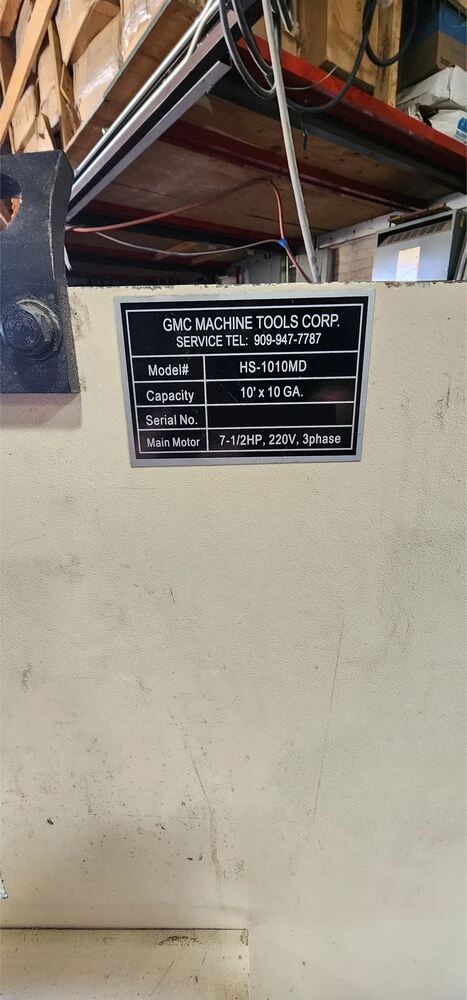 GMC MACHINE TOOLS CORP.
SERVICE TEL: 909-947-7787
Model# HS-1010MD
Capacity 10' x 10 GA.
Serial No.
Main Motor 7-1/2HP, 220V, 3phase